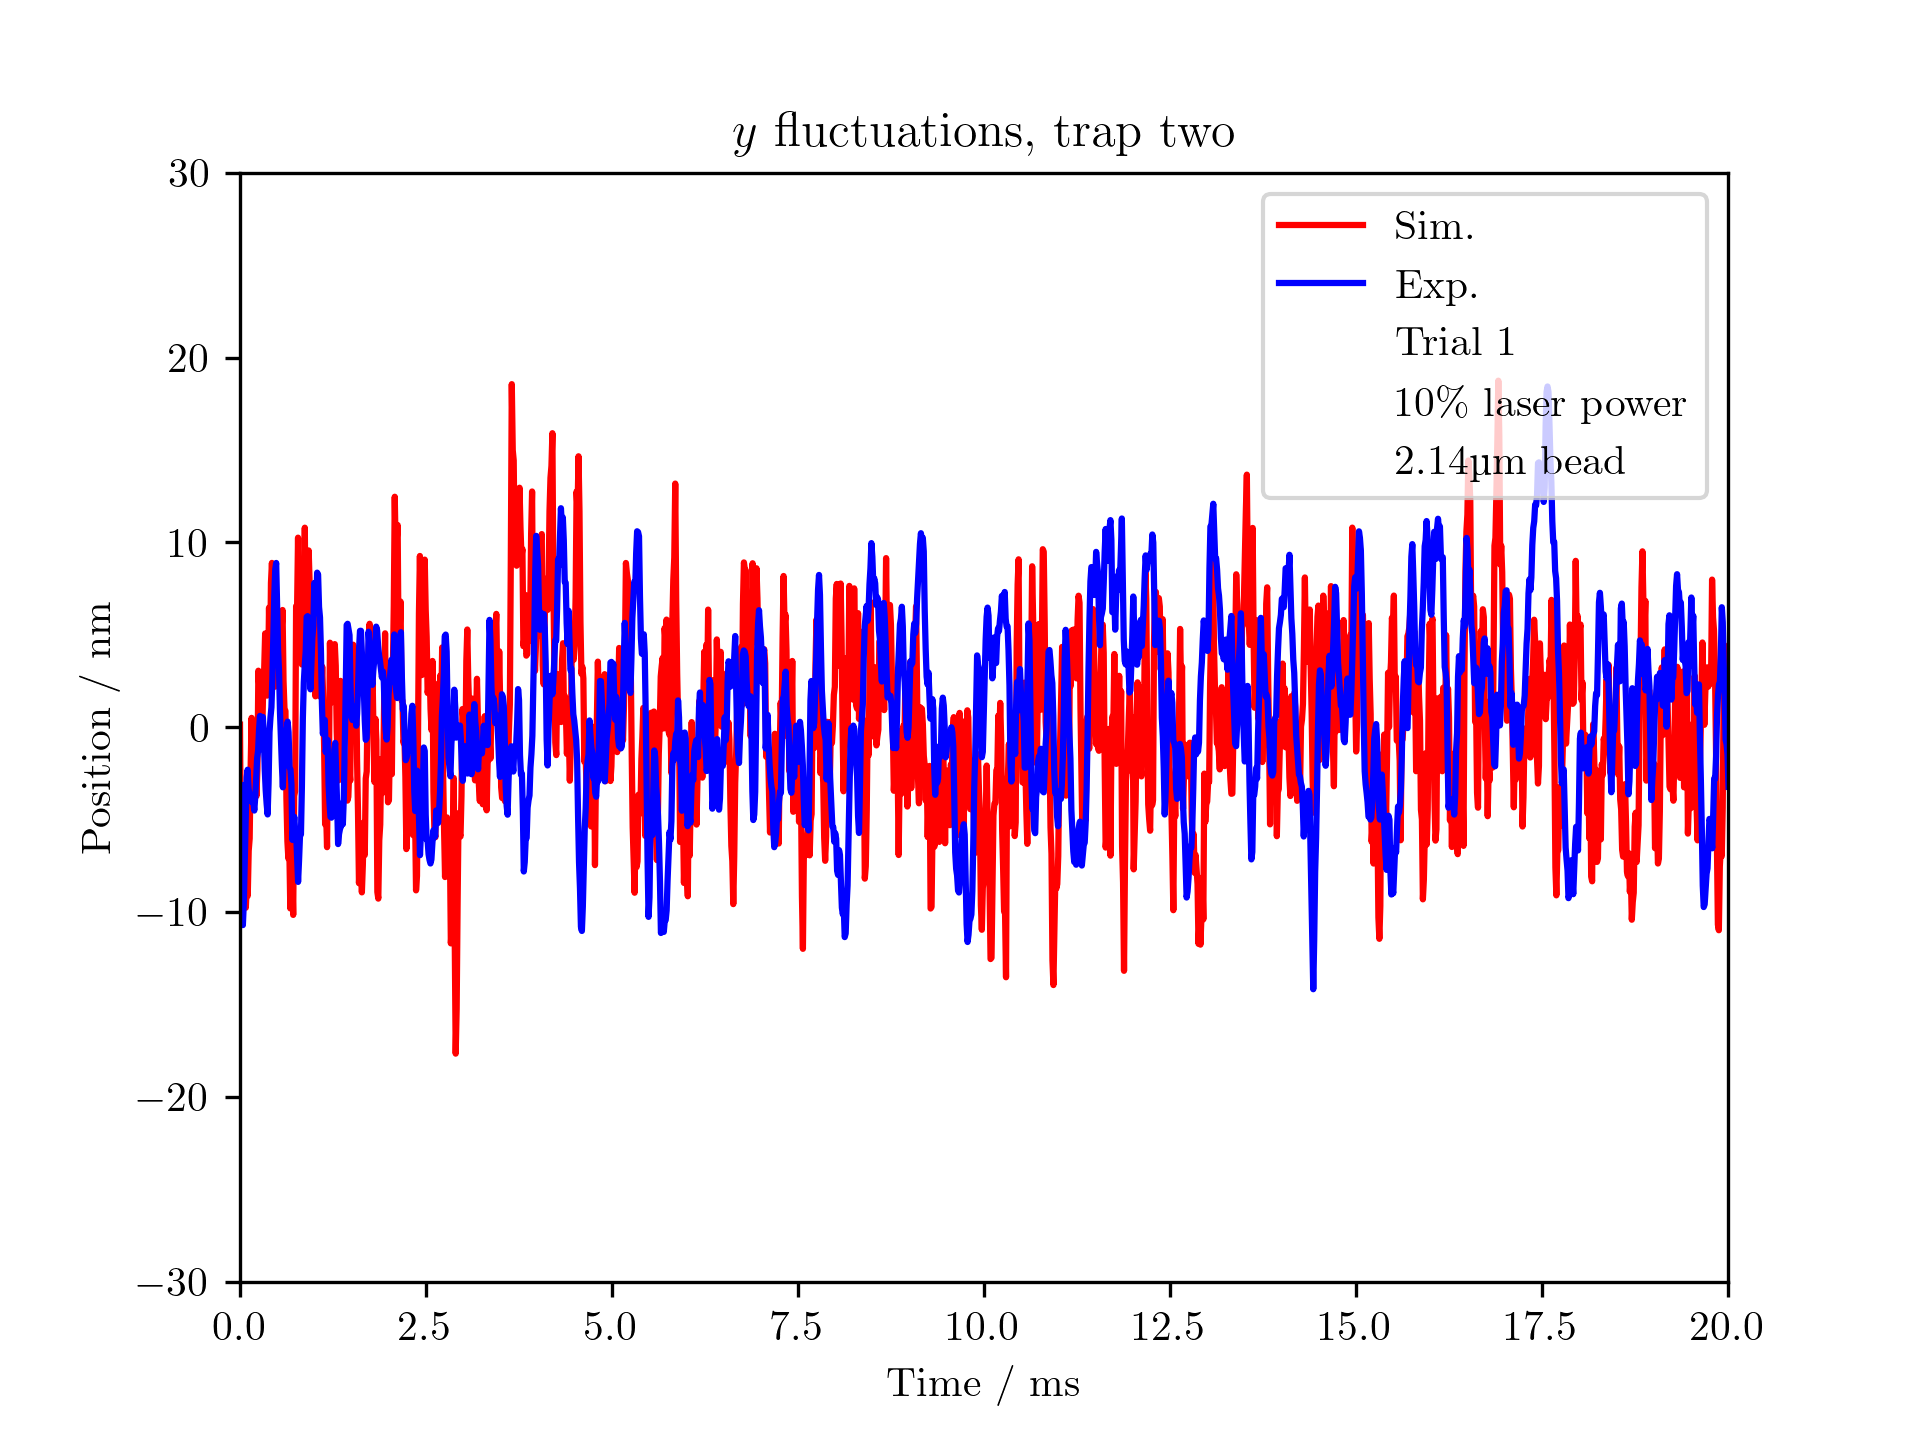 y fluctuations, trap two
30
20
10
0
−10
−20
−30
Position / nm
Sim.
Exp.
Trial 1
10% laser power
2.14µm bead
0.0 2.5 5.0 7.5 10.0 12.5 15.0 17.5 20.0
Time / ms